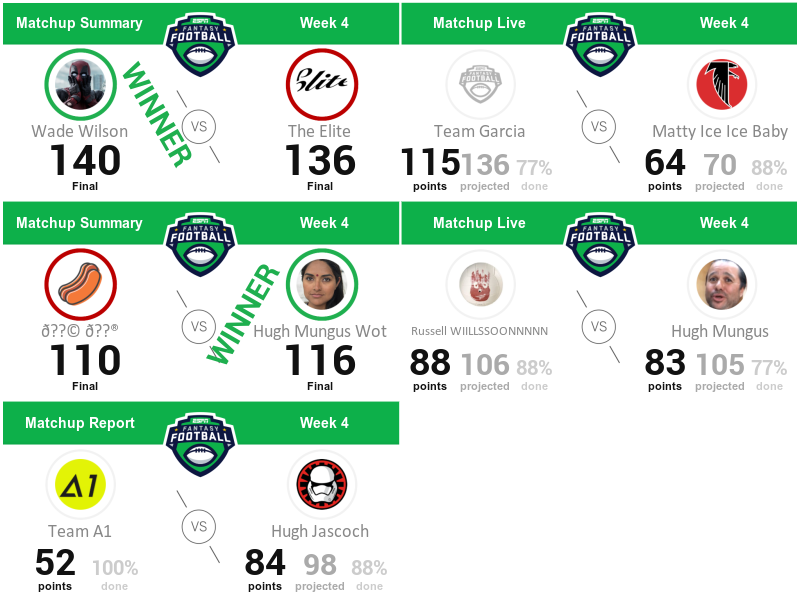 Matchup Summary
Week 4
ESPN
FANTASY
FOOTBALL
WINNER
VS
Wade Wilson
The Elite
Elite
140
136
Final
Final
Matchup Live
Week 4
ESPN
FANTASY
FOOTBALL
ESPN
FANTASY
FOOTBALL
VS
Team Garcia
Matty Ice Ice Baby
115 136 77%
points projected done
64 70 88%
points projected done
Matchup Summary
Week 4
ESPN
FANTASY
FOOTBALL
WINNER
VS
ð??© ð??®
Hugh Mungus Wot
110
116
Final
Final
Matchup Live
Week 4
ESPN
FANTASY
FOOTBALL
VS
Russell WIILLSSOONNNNN
Hugh Mungus
88 106 88%
points projected done
83 105 77%
points projected done
Matchup Report
Week 4
ESPN
FANTASY
FOOTBALL
A1
VS
Team A1
Hugh Jascoch
52 100%
points done
84 98 88%
points projected done